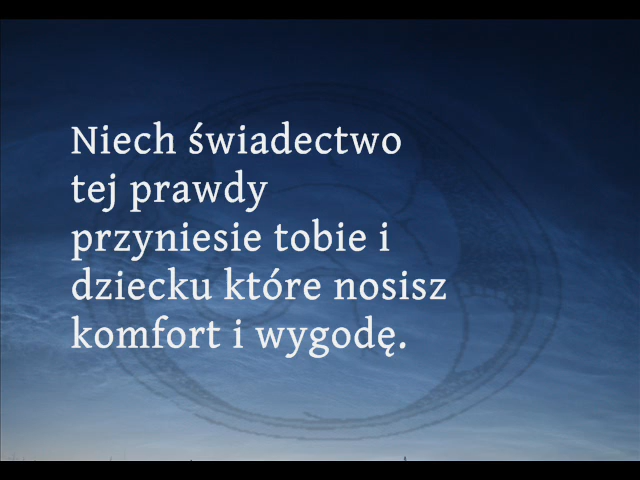 Niech świadectwo
tej prawdy
przyniesie tobie i
dziecku które nosisz
komfort i wygodę.